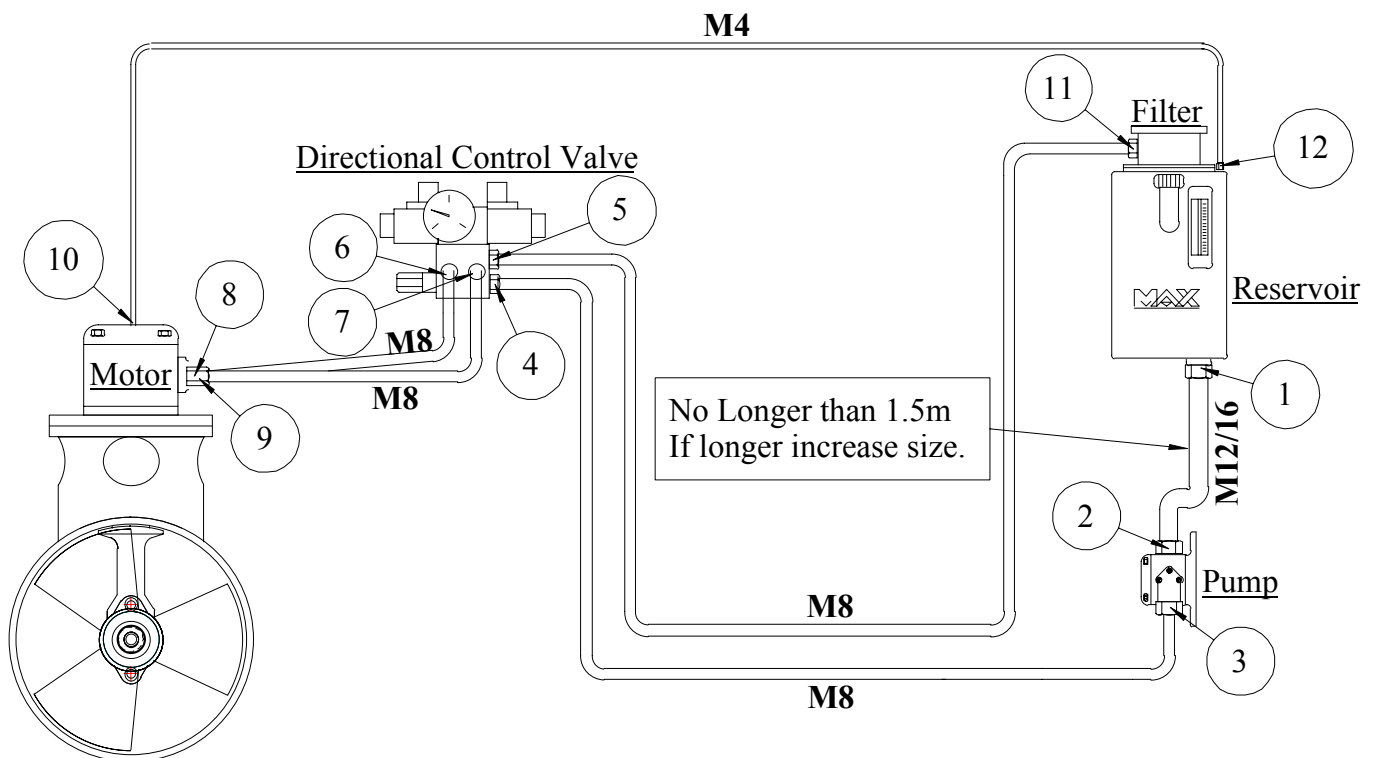 M4
11
Filter
12
Directional Control Valve
5
6
10
Reservoir
MAX
8
7
4
M8
Motor
M8
1
9
No Longer than 1.5m
If longer increase size.
M12/16
2
Pump
M8
3
M8